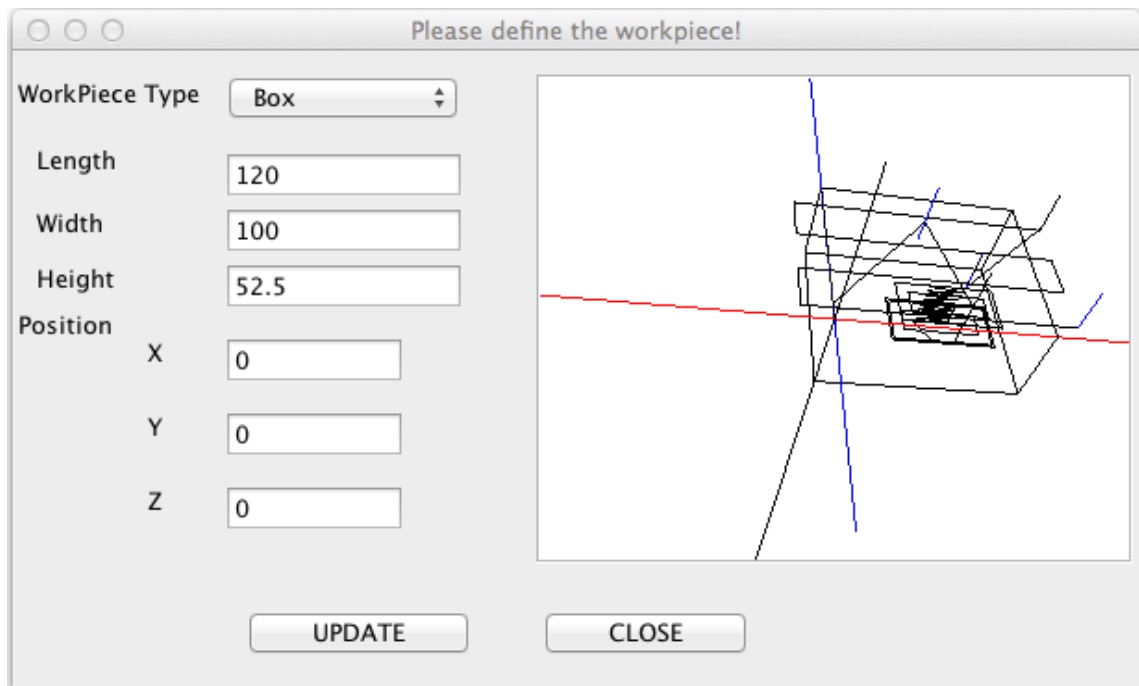 Please define the workpiece!
WorkPiece Type Box
Length 120
Width 100
Height 52.5
Position
X 0
Y 0
Z 0
UPDATE CLOSE